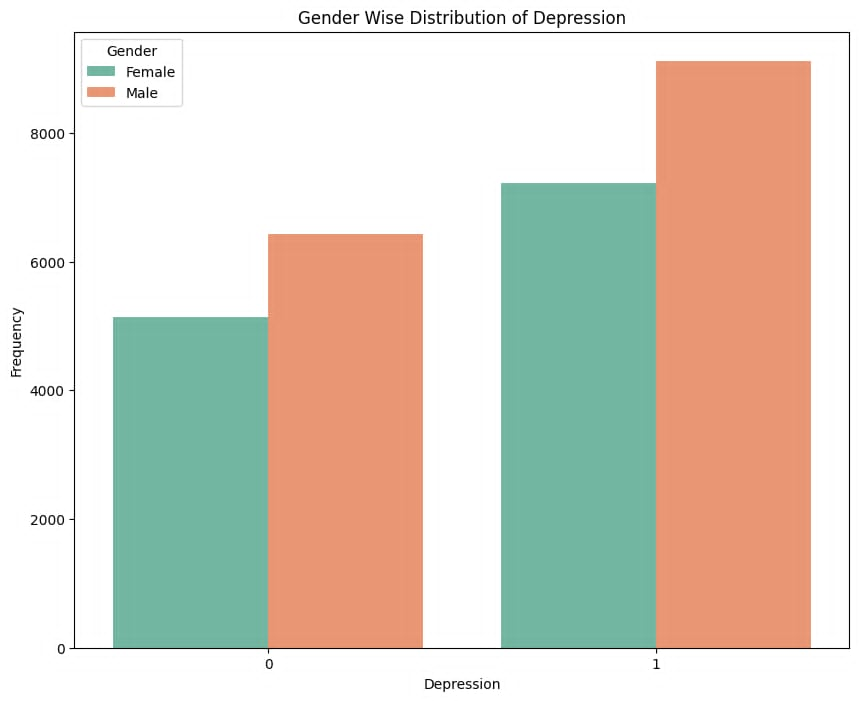 Gender Wise Distribution of Depression
Gender
Female
Male
8000
6000
4000
2000
0
Frequency
0 1
Depression